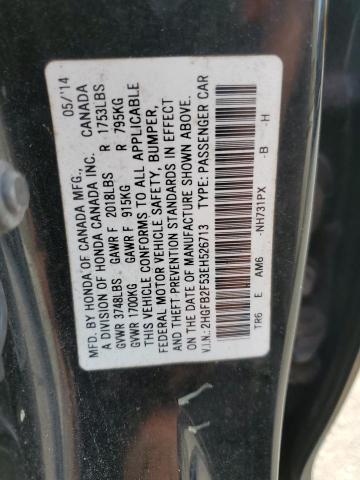 MFD. BY HONDA OF CANADA MFG., 05/14
A DIVISION OF HONDA CANADA INC. CANADA
GVWR 3748LBS GAWR F 2018LBS R 1753LBS
GVWR 1700KG GAWR F 915KG R 795KG
THIS VEHICLE CONFORMS TO ALL APPLICABLE
FEDERAL MOTOR VEHICLE SAFETY, BUMPER,
AND THEFT PREVENTION STANDARDS IN EFFECT
ON THE DATE OF MANUFACTURE SHOWN ABOVE.
V.I.N.: 2HGFB2F53EH526713 TYPE: PASSENGER CAR
TR6 E AM6 -NH731PX -B -H